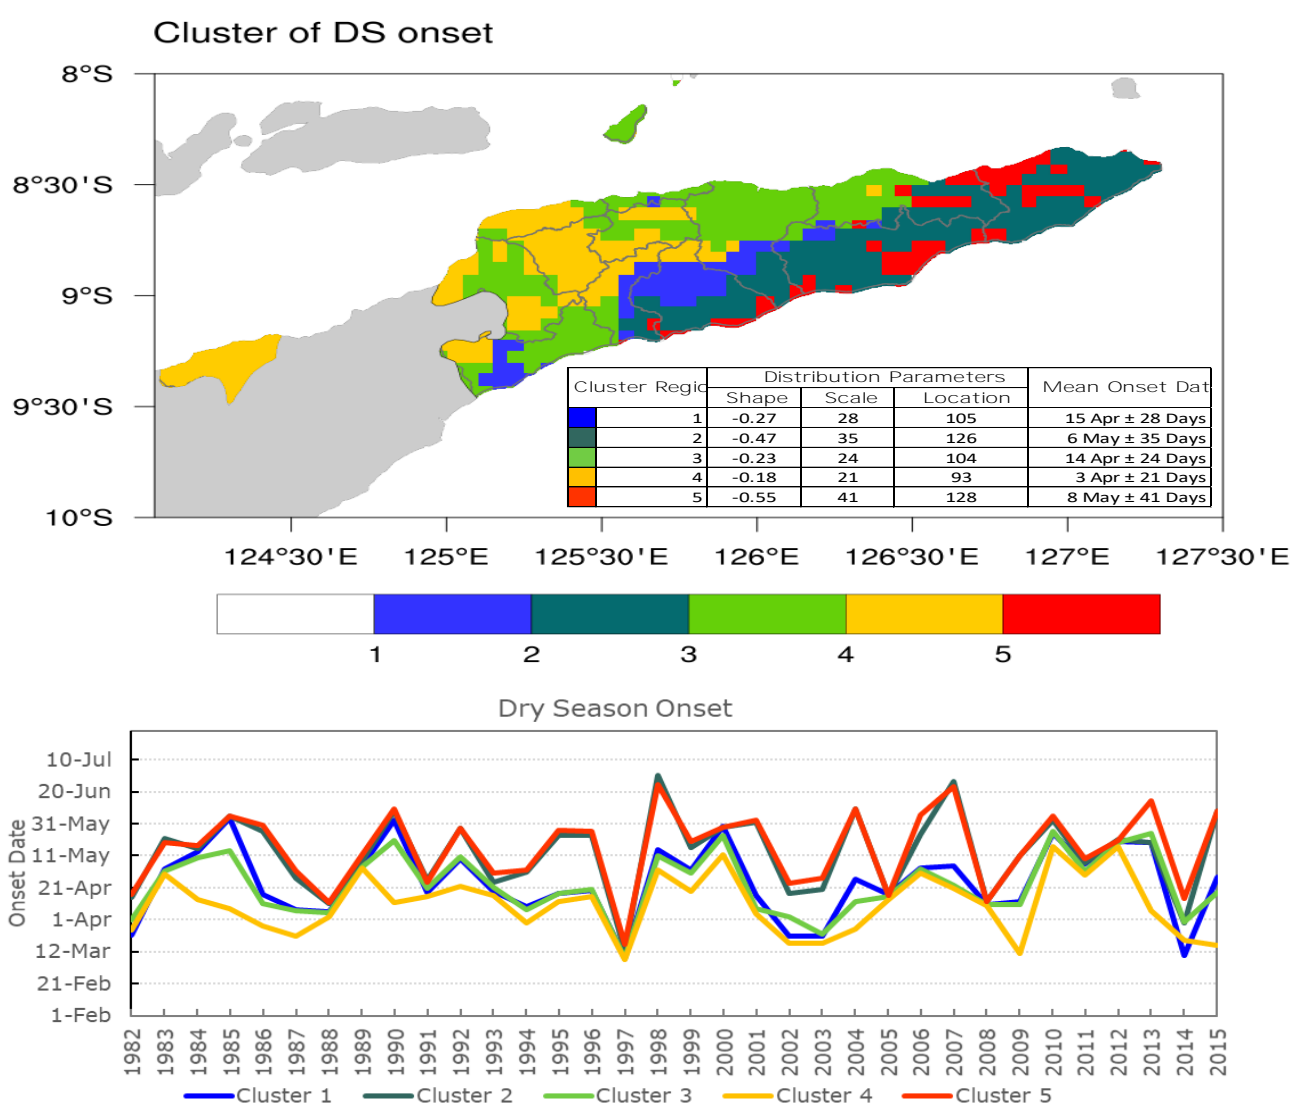 Cluster of DS onset
8°S
8°30'S
9°S
9°30'S
10°S
124°30'E 125°E 125°30'E 126°E 126°30'E 127°E 127°30'E
Cluster Regio Distribution Parameters Mean Onset Dat
Shape Scale Location
1 -0.27 28 105 15 Apr ± 28 Days
2 -0.47 35 126 6 May ± 35 Days
3 -0.23 24 104 14 Apr ± 24 Days
4 -0.18 21 93 3 Apr ± 21 Days
5 -0.55 41 128 8 May ± 41 Days
1 2 3 4 5
Dry Season Onset
Onset Date
10-Jul
20-Jun
31-May
11-May
21-Apr
1-Apr
12-Mar
21-Feb
1-Feb
1982 1983 1984 1985 1986 1987 1988 1989 1990 1991 1992 1993 1994 1995 1996 1997 1998 1999 2000 2001 2002 2003 2004 2005 2006 2007 2008 2009 2010 2011 2012 2013 2014 2015
Cluster 1 Cluster 2 Cluster 3 Cluster 4 Cluster 5